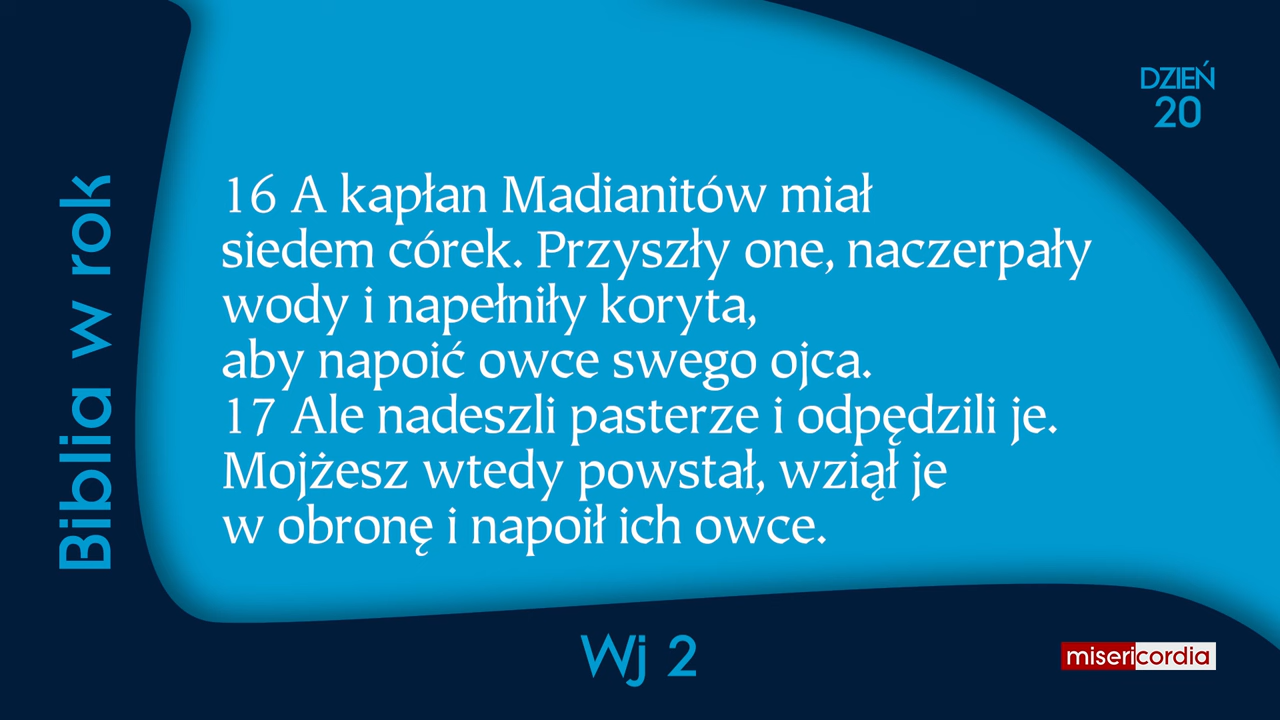 DZIEŃ
20
Biblia w rok
16 A kapłan Madianitów miał
siedem córek. Przyszły one, naczerpały
wody i napełniły koryta,
aby napoić owce swego ojca.
17 Ale nadeszli pasterze i odpędzili je.
Mojżesz wtedy powstał, wziął je
w obronę i napoił ich owce.
Wj 2
misericordia